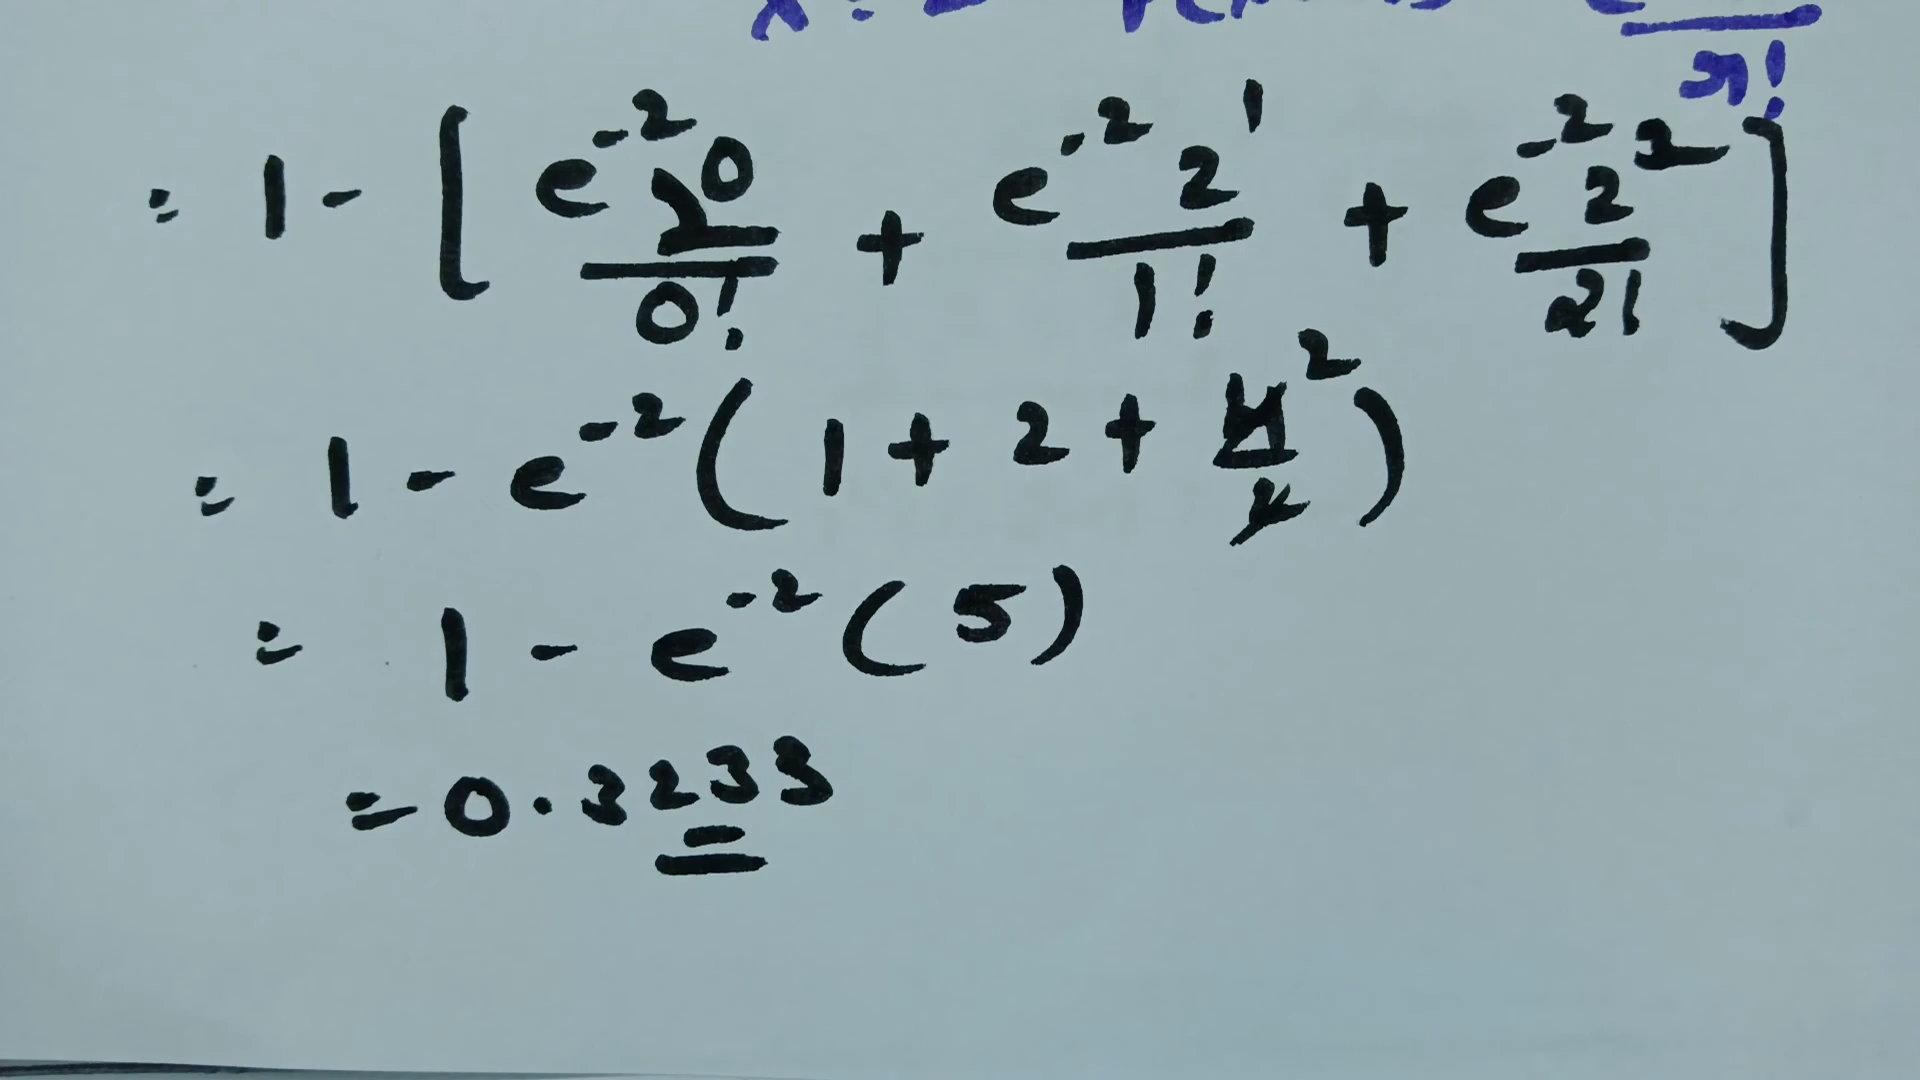 x!
= 1 - [ e^-2 2^0 / 0! + e^-2 2^1 / 1! + e^-2 2^2 / 2! ]
= 1 - e^-2 ( 1 + 2 + 4/2 ^2 )
= 1 - e^-2 ( 5 )
= 0.3233